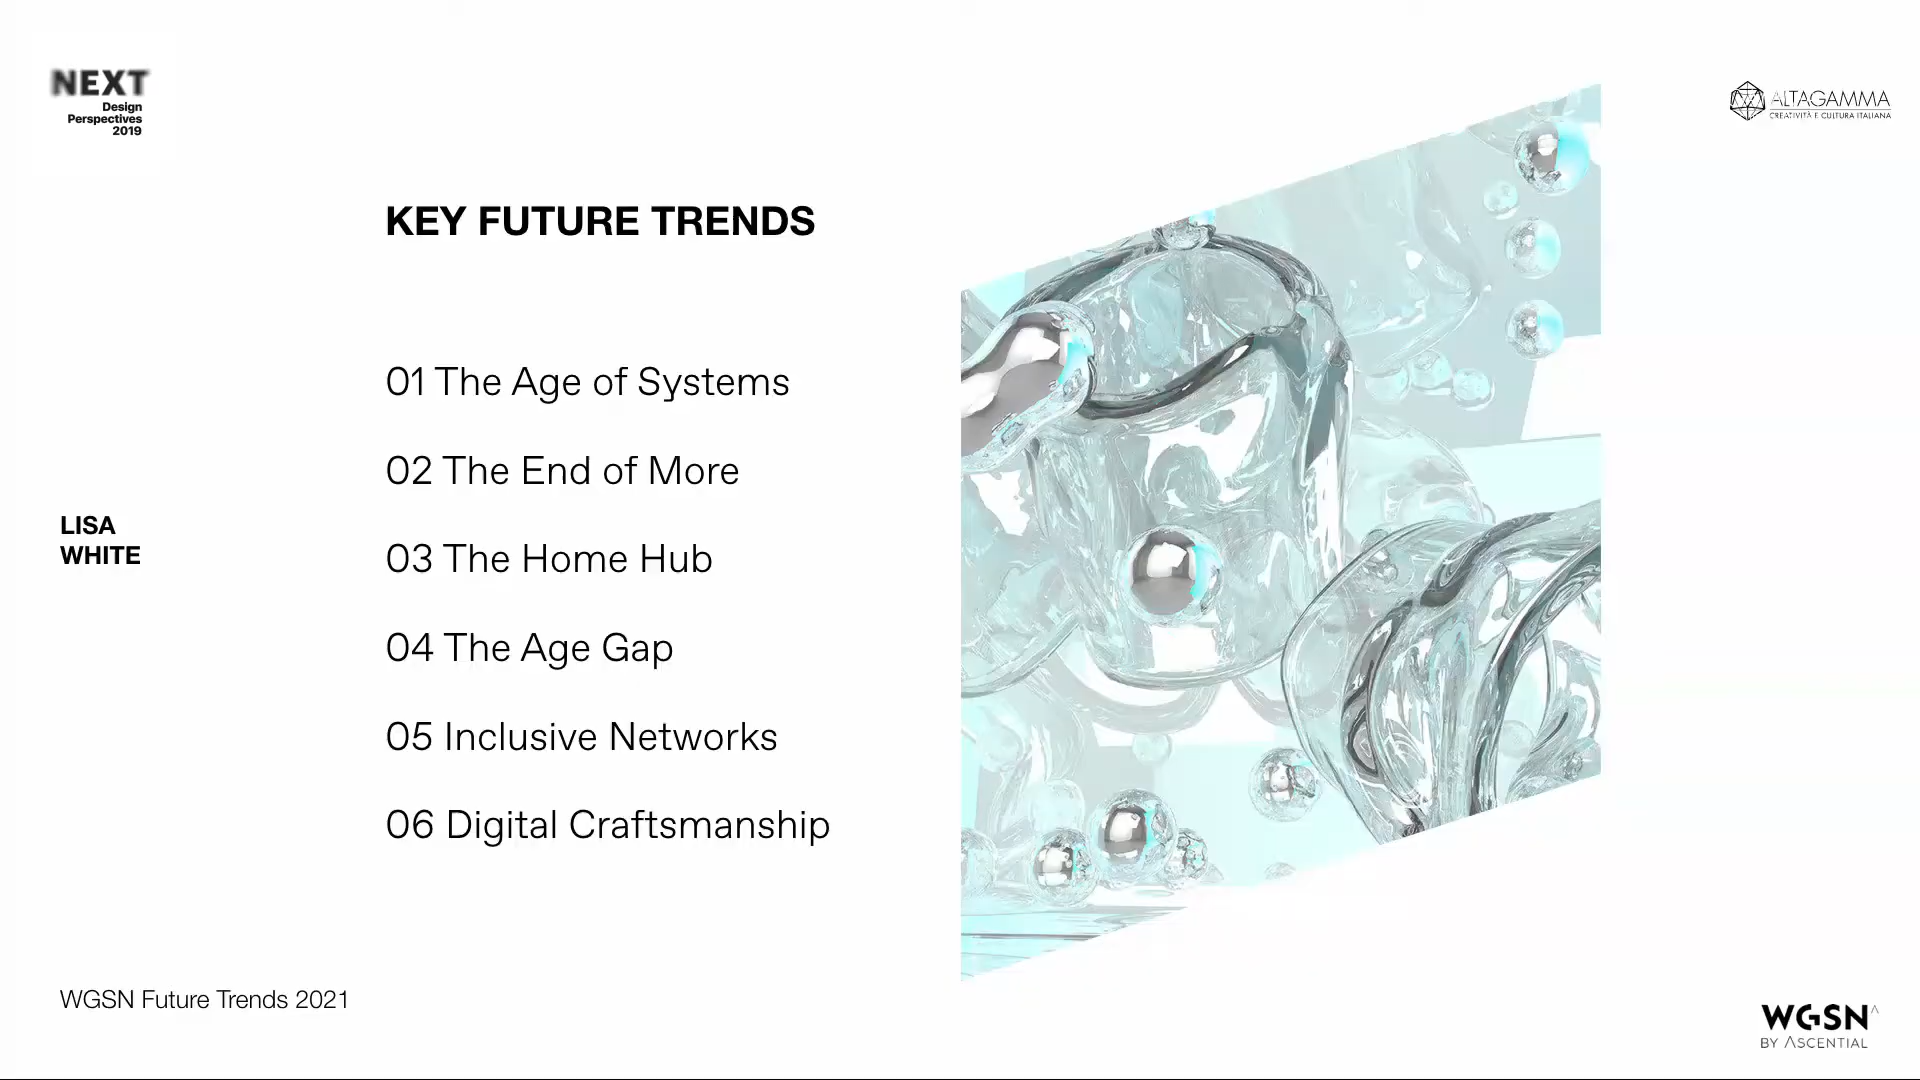 NEXT
Design
Perspectives
2019
ALTAGAMMA
CREATIVITÀ E CULTURA ITALIANA
KEY FUTURE TRENDS
01 The Age of Systems
02 The End of More
03 The Home Hub
04 The Age Gap
05 Inclusive Networks
06 Digital Craftsmanship
LISA
WHITE
WGSN Future Trends 2021
WGSN
BY ASCENTIAL